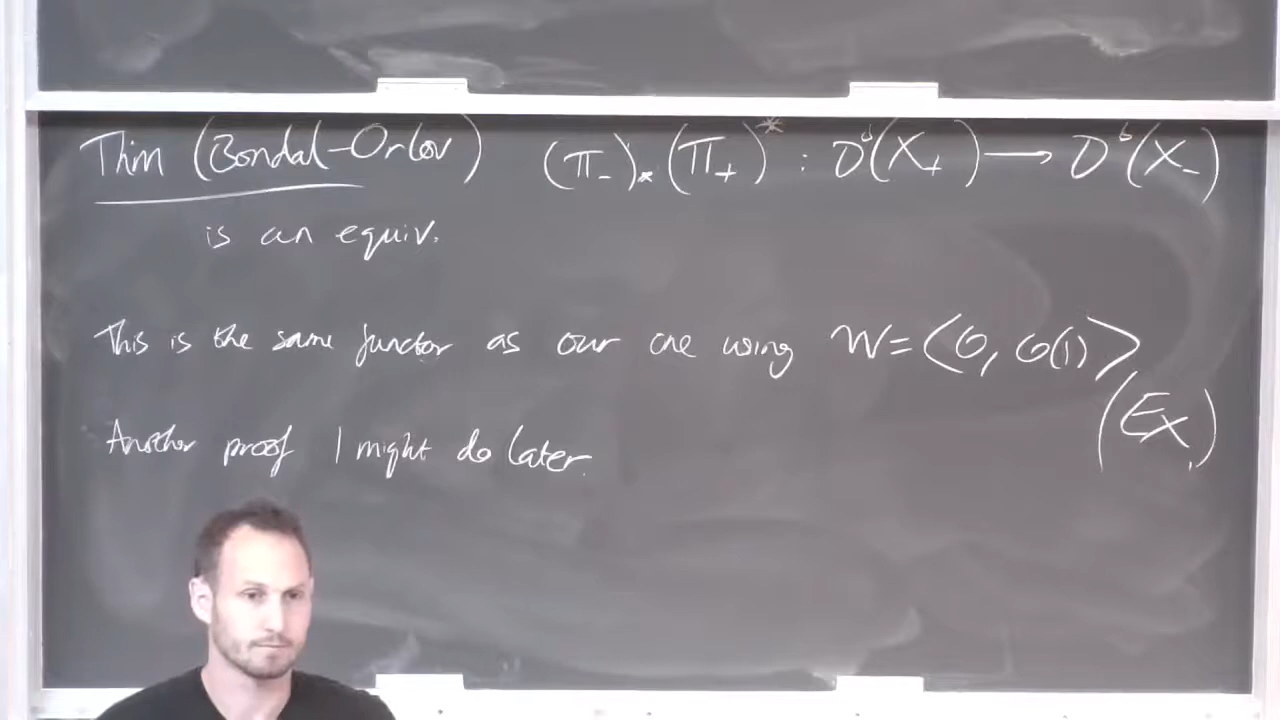 Thm (Bondal-Orlov) (π₋)₊ (π₊)* : Dᵇ(X₊) → Dᵇ(X₋)
is an equiv.
This is the same functor as our one using W = <O, O(1)>
(Ex.)
Another proof I might do later.